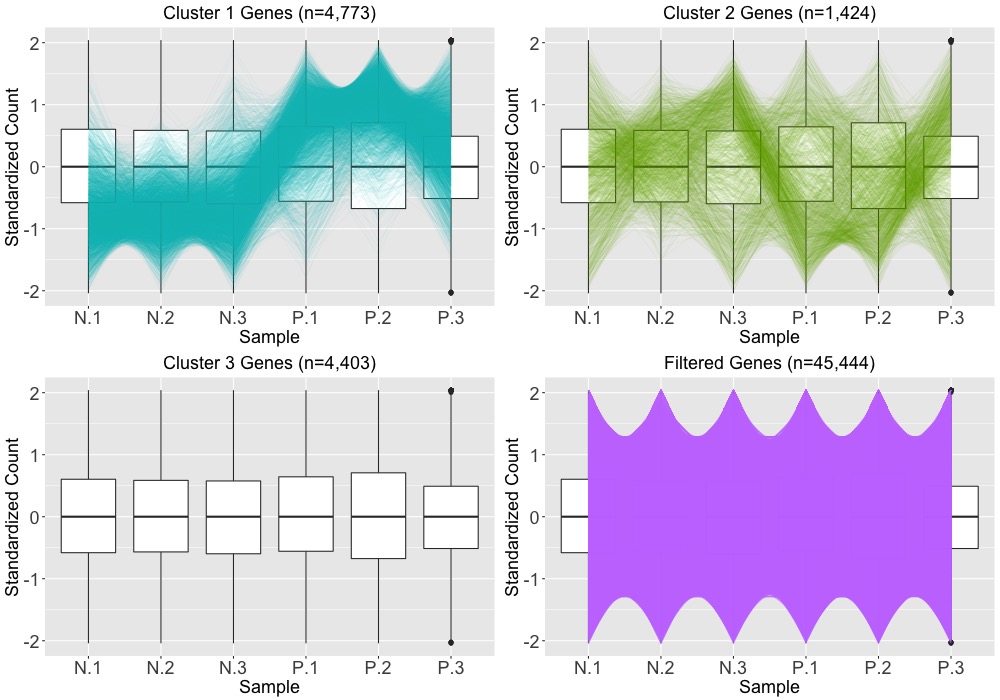 Cluster 1 Genes (n=4,773)
Standardized Count
2
1
0
-1
-2
N.1 N.2 N.3 P.1 P.2 P.3
Sample
Cluster 2 Genes (n=1,424)
Standardized Count
2
1
0
-1
-2
N.1 N.2 N.3 P.1 P.2 P.3
Sample
Cluster 3 Genes (n=4,403)
Standardized Count
2
1
0
-1
-2
N.1 N.2 N.3 P.1 P.2 P.3
Sample
Filtered Genes (n=45,444)
Standardized Count
2
1
0
-1
-2
N.1 N.2 N.3 P.1 P.2 P.3
Sample